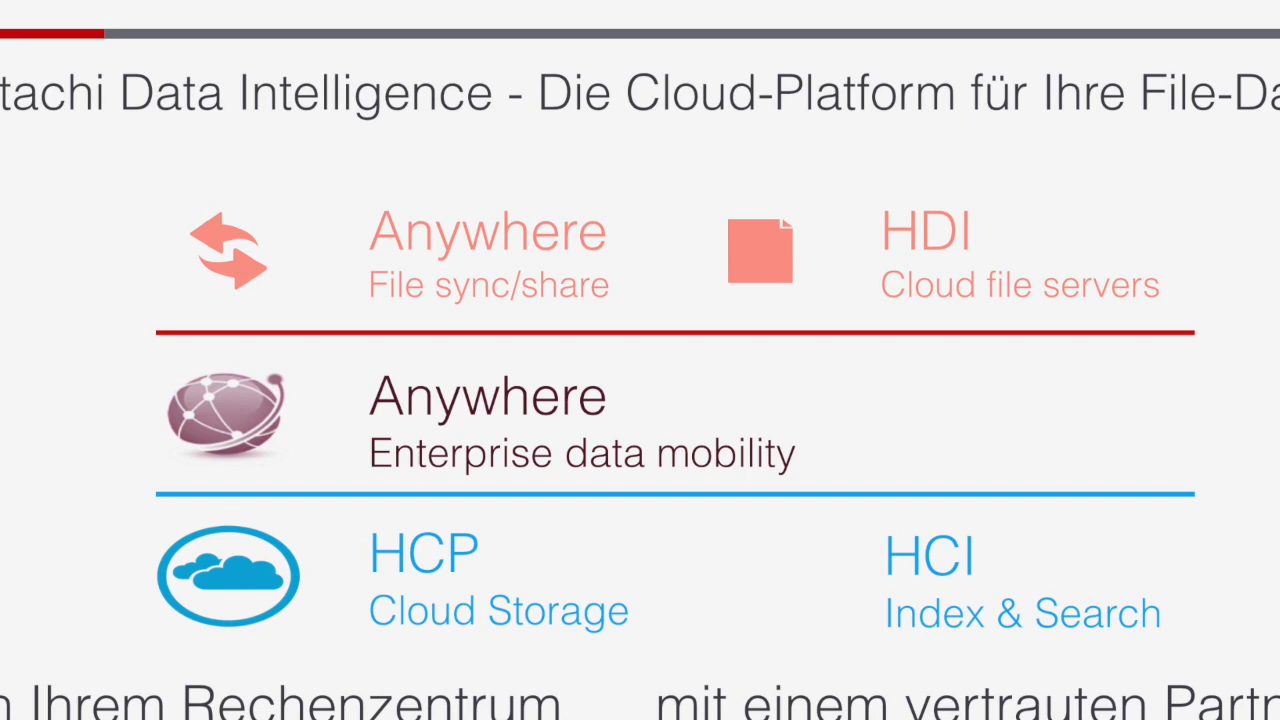 tachi Data Intelligence - Die Cloud-Platform für Ihre File-Da
Anywhere
File sync/share
HDI
Cloud file servers
Anywhere
Enterprise data mobility
HCP
Cloud Storage
HCI
Index & Search
n Ihrem Rechenzentrum
mit einem vertrauten Partn